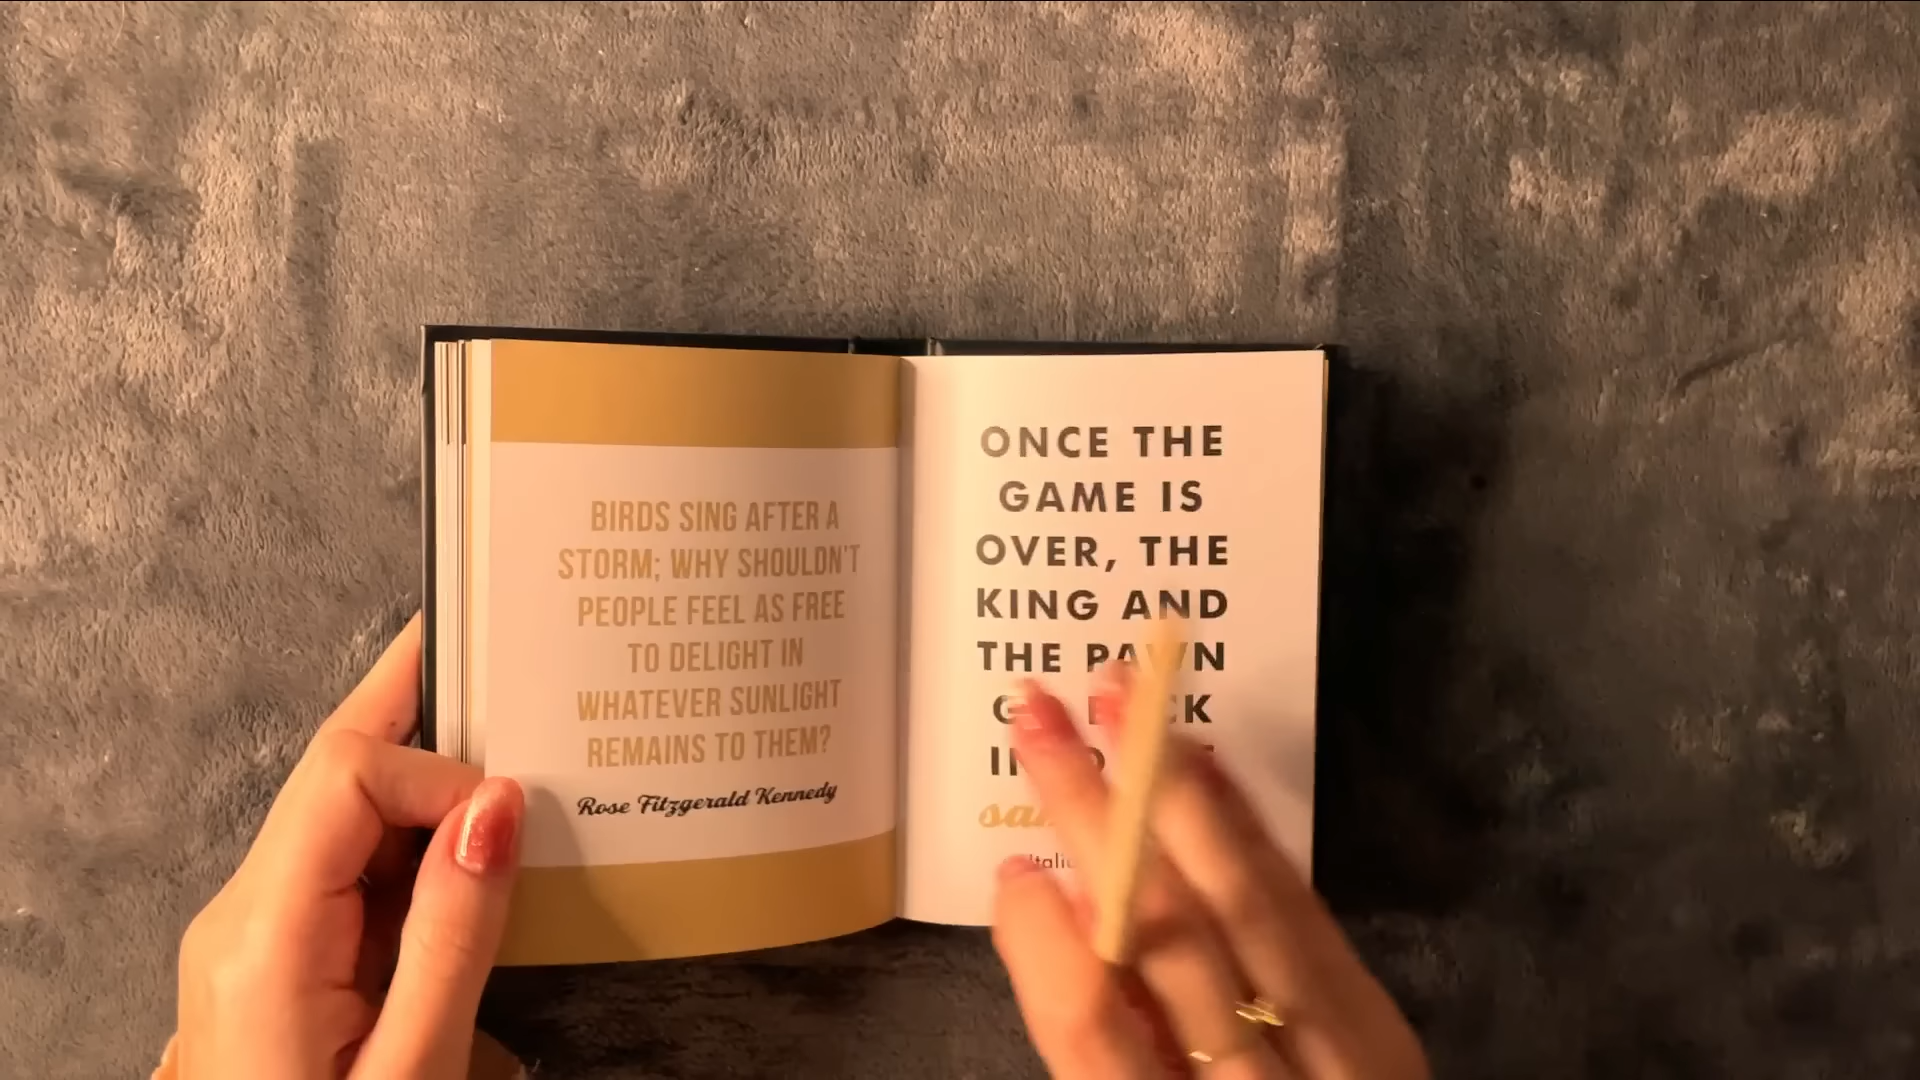 BIRDS SING AFTER A
STORM; WHY SHOULDN'T
PEOPLE FEEL AS FREE
TO DELIGHT IN
WHATEVER SUNLIGHT
REMAINS TO THEM?
Rose Fitzgerald Kennedy
ONCE THE
GAME IS
OVER, THE
KING AND
THE PAWN